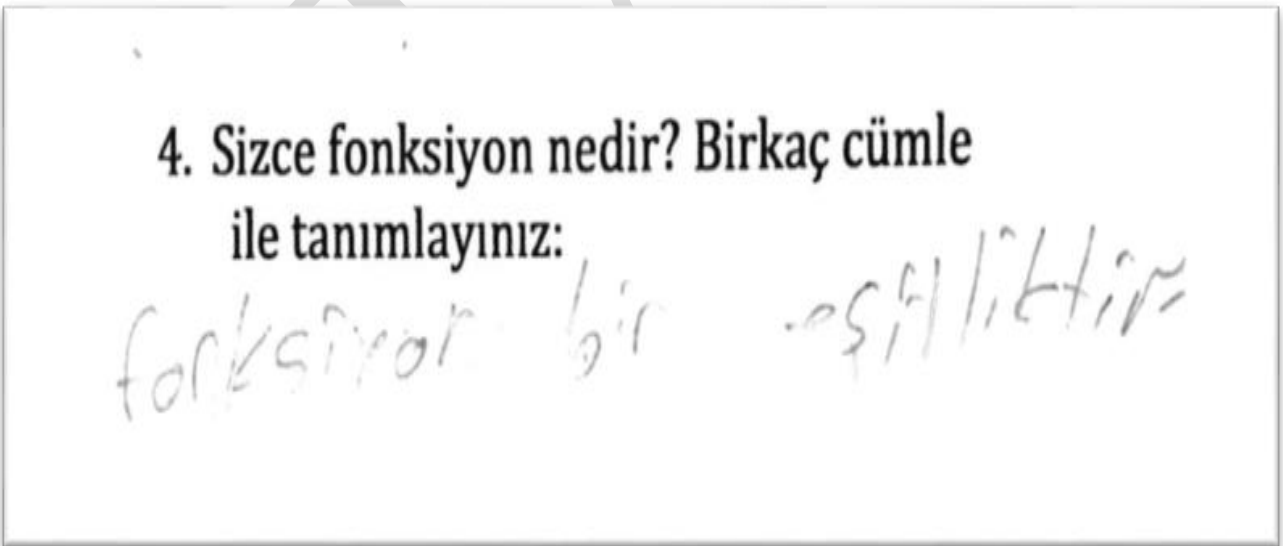 4. Sizce fonksiyon nedir? Birkaç cümle
ile tanımlayınız:
fonksiyon bir eşitliktir.